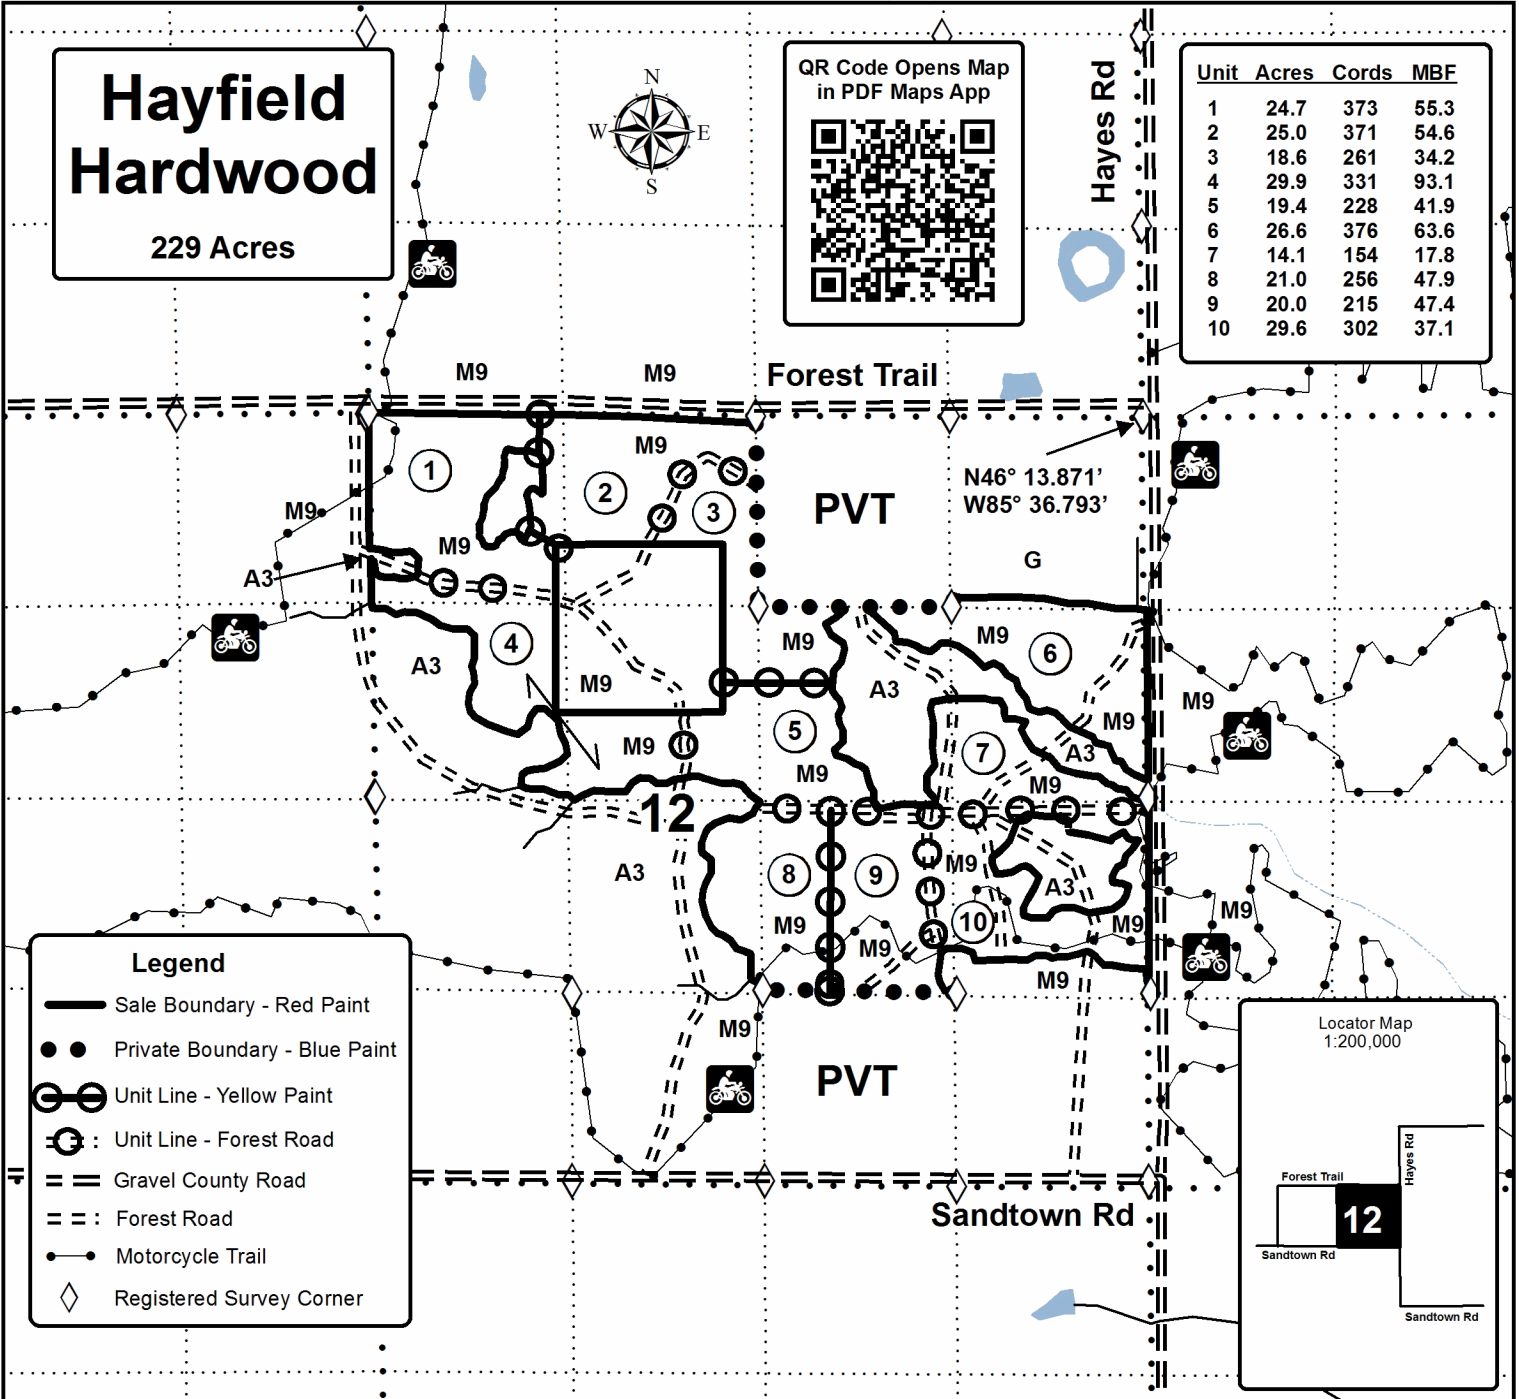 Hayfield
Hardwood
229 Acres
N
W E
S
QR Code Opens Map
in PDF Maps App
Hayes Rd
Unit Acres Cords MBF
1 24.7 373 55.3
2 25.0 371 54.6
3 18.6 261 34.2
4 29.9 331 93.1
5 19.4 228 41.9
6 26.6 376 63.6
7 14.1 154 17.8
8 21.0 256 47.9
9 20.0 215 47.4
10 29.6 302 37.1
M9
M9
Forest Trail
M9
1
2
3
M9
M9
A3
PVT
N46° 13.871’
W85° 36.793’
G
4
A3
M9
M9
M9
6
A3
M9
M9
5
M9
M9
7
A3
M9
12
A3
8
9
M9
A3
10
M9
M9
M9
M9
M9
M9
PVT
Sandtown Rd
Legend
Sale Boundary - Red Paint
Private Boundary - Blue Paint
Unit Line - Yellow Paint
Unit Line - Forest Road
Gravel County Road
Forest Road
Motorcycle Trail
Registered Survey Corner
Locator Map
1:200,000
Hayes Rd
Forest Trail
12
Sandtown Rd
Sandtown Rd